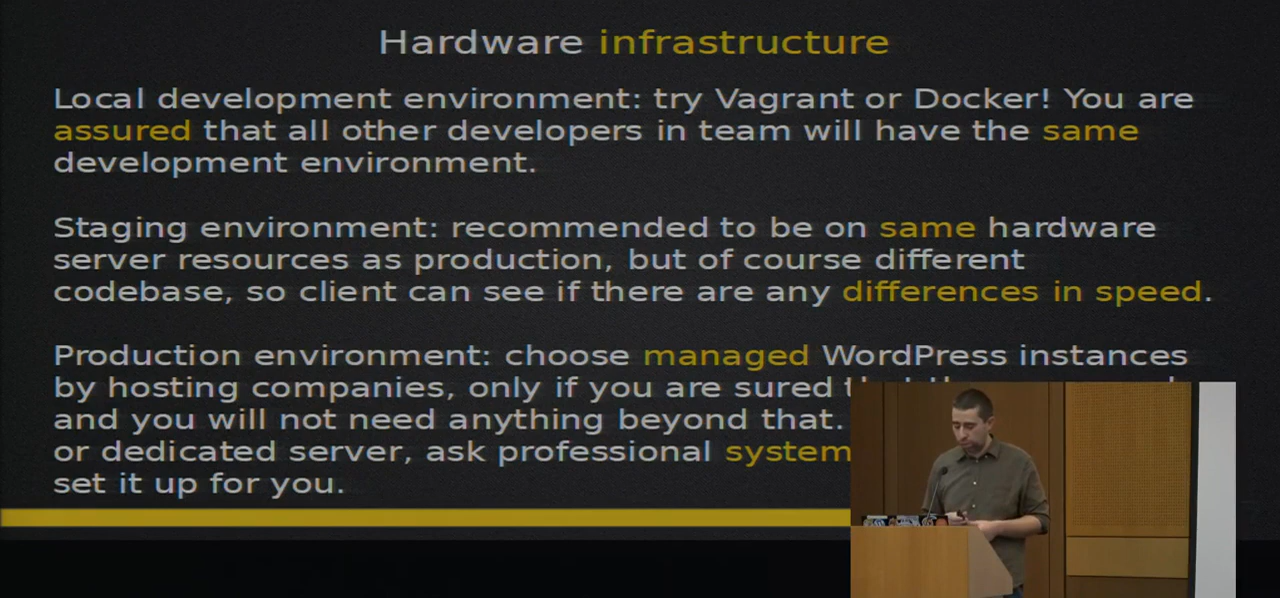 Hardware infrastructure
Local development environment: try Vagrant or Docker! You are
assured that all other developers in team will have the same
development environment.
Staging environment: recommended to be on same hardware
server resources as production, but of course different
codebase, so client can see if there are any differences in speed.
Production environment: choose managed WordPress instances
by hosting companies, only if you are sured
and you will not need anything beyond that.
or dedicated server, ask professional system
set it up for you.